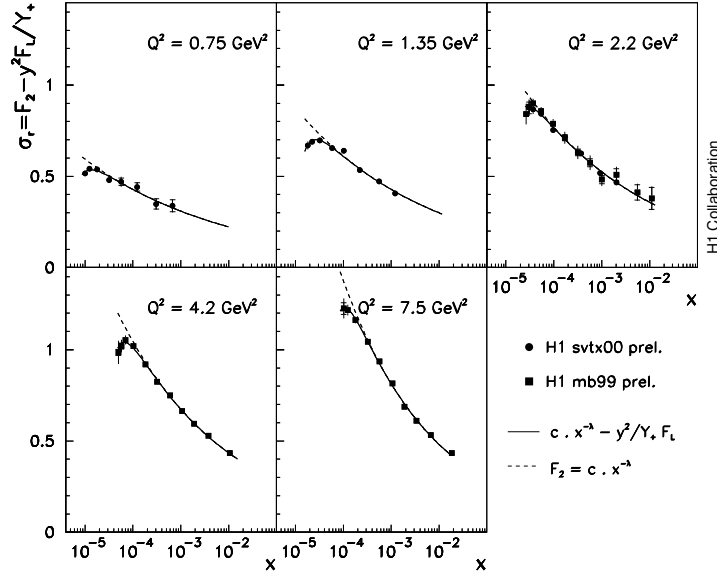 σ_r=F_2−y^2F_L/Y_+
Q^2 = 0.75 GeV^2
Q^2 = 1.35 GeV^2
Q^2 = 2.2 GeV^2
1
0.5
0
10^-5 10^-4 10^-3 10^-2
x
H1 Collaboration
Q^2 = 4.2 GeV^2
Q^2 = 7.5 GeV^2
1
0.5
0
10^-5 10^-4 10^-3 10^-2
x
10^-5 10^-4 10^-3 10^-2
x
H1 svtx00 prel.
H1 mb99 prel.
c . x^-λ − y^2/Y_+ F_L
F_2 = c . x^-λ